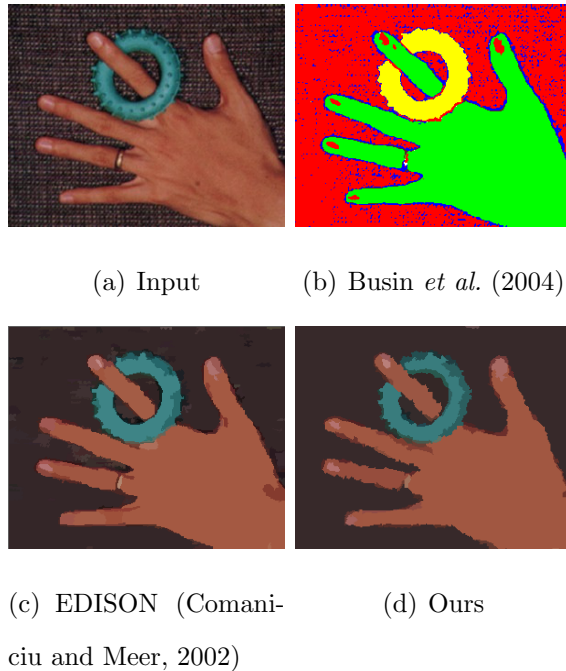 (a) Input
(b) Busin et al. (2004)
(c) EDISON (Comani-
ciu and Meer, 2002)
(d) Ours